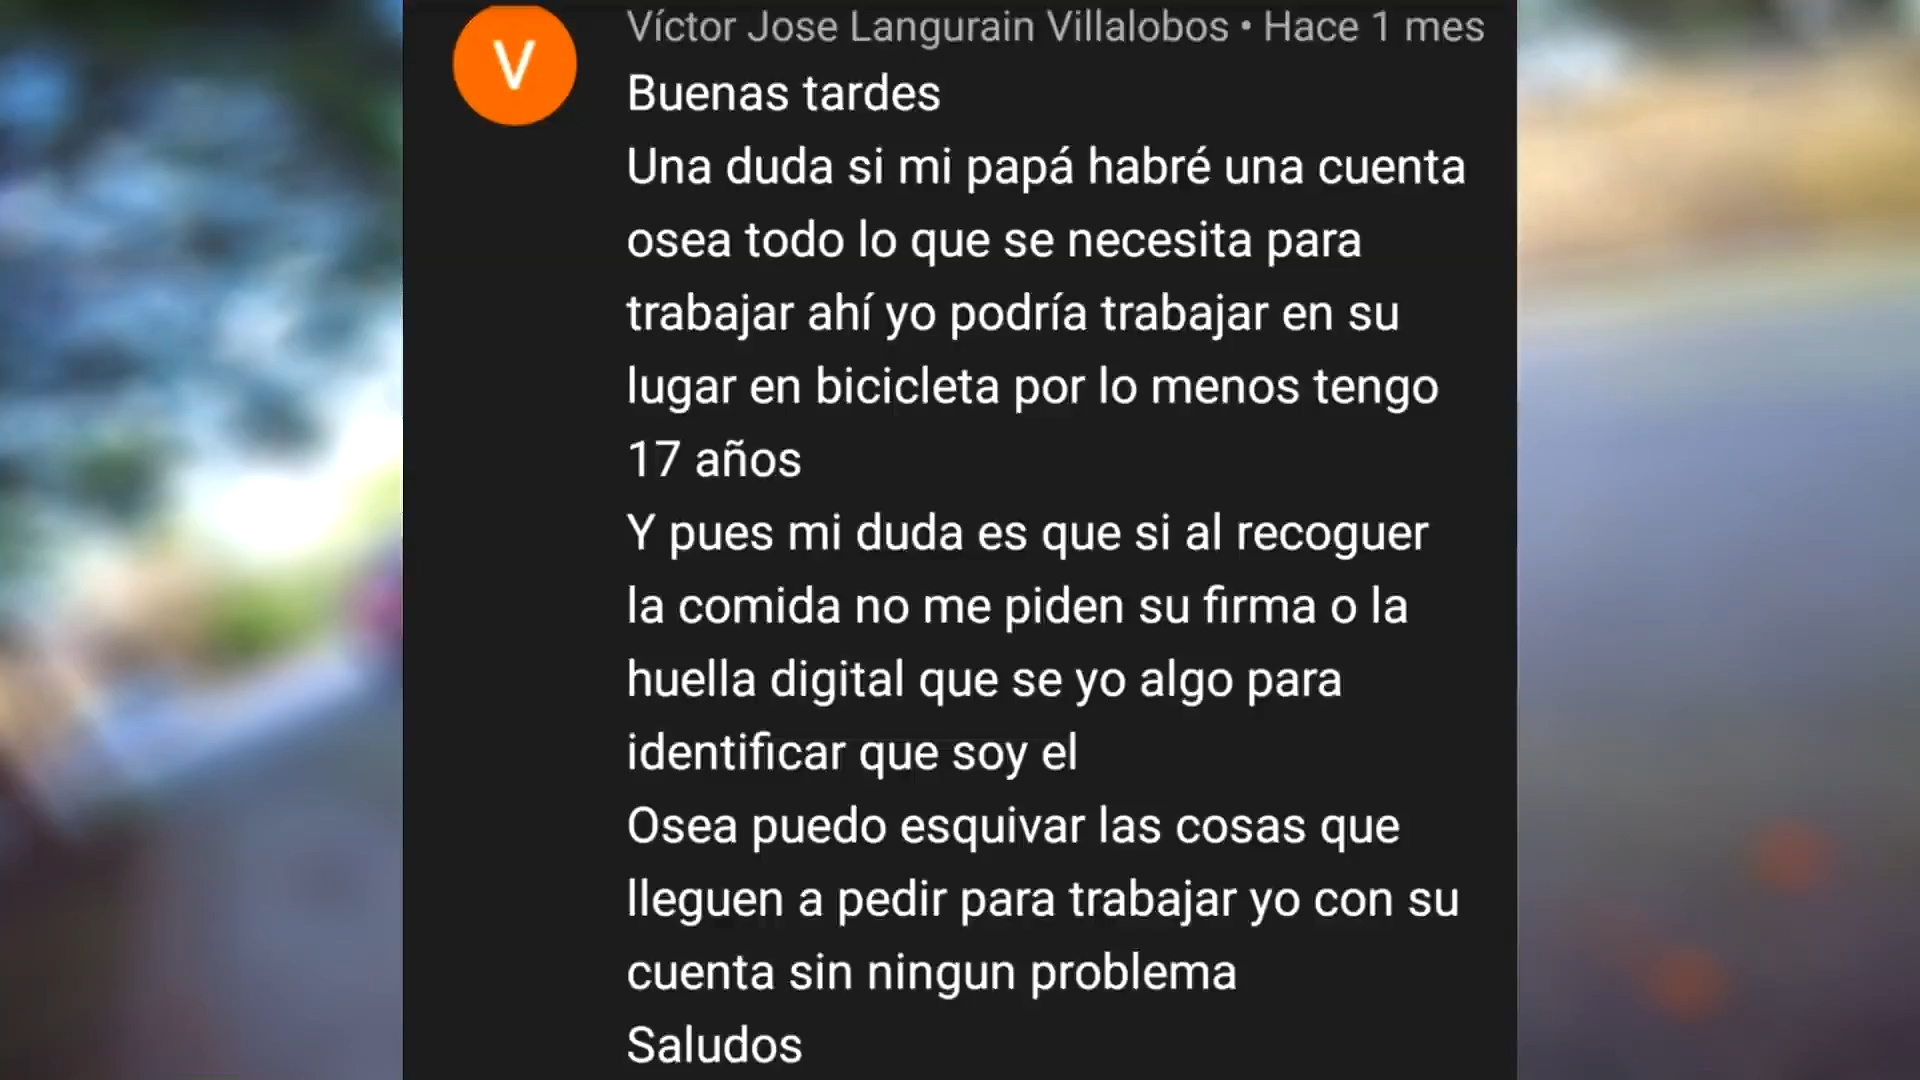 Víctor Jose Langurain Villalobos • Hace 1 mes
V
Buenas tardes
Una duda si mi papá habré una cuenta
osea todo lo que se necesita para
trabajar ahí yo podría trabajar en su
lugar en bicicleta por lo menos tengo
17 años
Y pues mi duda es que si al recoguer
la comida no me piden su firma o la
huella digital que se yo algo para
identificar que soy el
Osea puedo esquivar las cosas que
lleguen a pedir para trabajar yo con su
cuenta sin ningun problema
Saludos